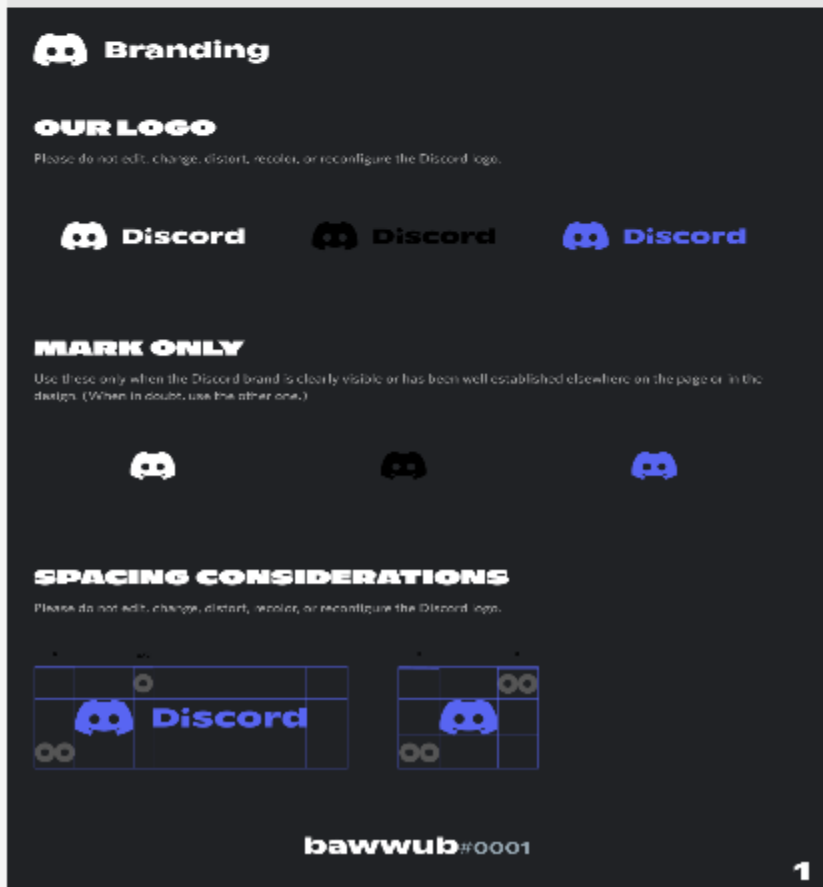 Branding
OUR LOGO
Please do not edit, change, distort, recolor, or reconfigure the Discord logo.
Discord Discord Discord
MARK ONLY
Use these only when the Discord brand is clearly visible or has been well established elsewhere on the page or in the
design. (When in doubt, use the other one.)
SPACING CONSIDERATIONS
Please do not edit, change, distort, recolor, or reconfigure the Discord logo.
Discord
bawwub#0001
1